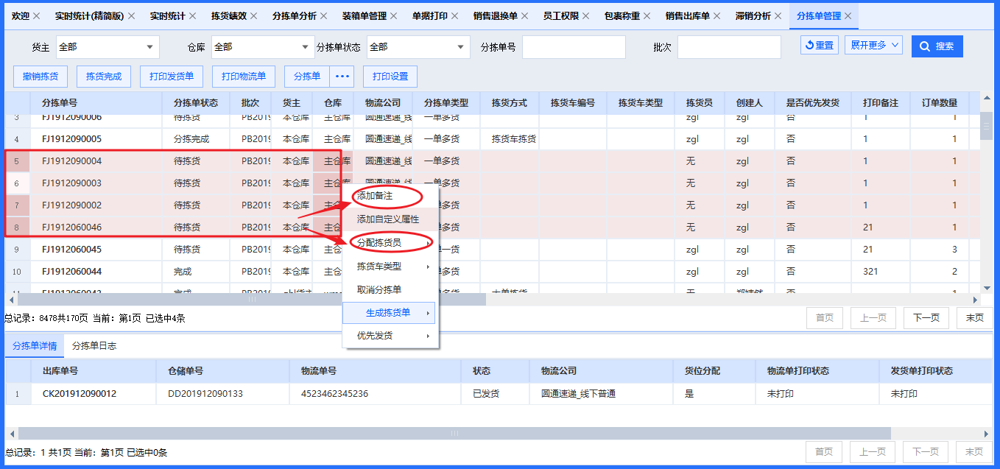 欢迎 实时统计(精简版) 实时统计 拣货绩效 分拣单分析 装箱单管理 单据打印 销售退换单 员工权限 包裹称重 销售出库单 滞销分析 分拣单管理
货主 全部 仓库 全部 分拣单状态 全部 分拣单号 批次 重置 展开更多 搜索
撤销拣货 拣货完成 打印发货单 打印物流单 分拣单 ••• 打印设置
分拣单号 分拣单状态 批次 货主 仓库 物流公司 分拣单类型 拣货方式 拣货车编号 拣货车类型 拣货员 创建人 是否优先发货 打印备注 订单数量
3 FJ1912090006 待拣货 PB2019 本仓库 主仓库 圆通速递_线 一单多货 zgl zgl 否 1 1
4 FJ1912090005 分拣完成 PB2019 本仓库 主仓库 圆通速递_线 一单多货 拣货车拣货 zgl zgl 否 1 1
5 FJ1912090004 待拣货 PB2019 本仓库 主仓库 圆通速递_线 一单多货 无 zgl 否 1 1
6 FJ1912090003 待拣货 PB2019 本仓库 主仓库 圆通速递_线 一单多货 无 zgl 否 1 1
7 FJ1912090002 待拣货 PB2019 本仓库 主仓 单多货 无 zgl 否 1 1
8 FJ1912060046 待拣货 PB2019 本仓库 主仓 单多货 无 zgl 否 21 1
9 FJ1912060045 待拣货 PB2019 本仓库 主仓 单一货 zgl zgl 否 21 3
10 FJ1912060044 完成 PB2019 本仓库 主仓 单多货 zgl zgl 否 321 2
添加备注
添加自定义属性
分配拣货员
拣货车类型
取消分拣单
生成拣货单
优先发货
总记录：8478共170页 当前：第1页 已选中4条 首页 上一页 下一页 末页
分拣单详情 分拣单日志
出库单号 仓储单号 物流单号 状态 物流公司 货位分配 物流单打印状态 发货单打印状态
1 CK201912090012 DD201912090133 4523462345236 已发货 圆通速递_线下普通 是 未打印 未打印
总记录：1 共1页 当前：第1页 已选中0条 首页 上一页 下一页 末页